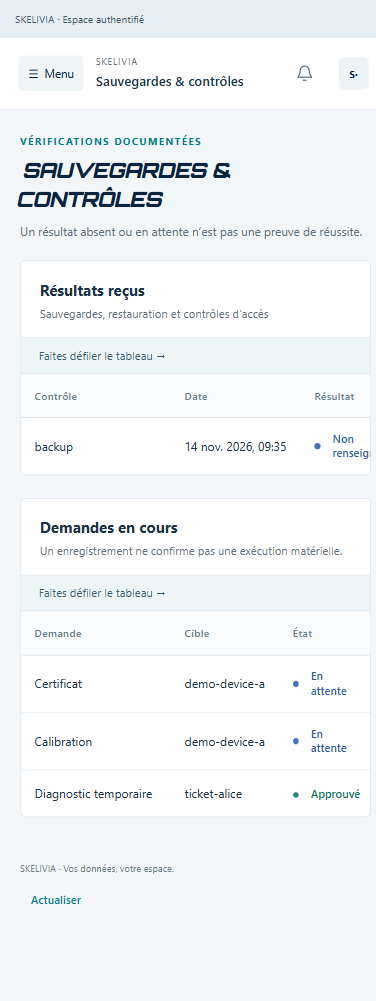 SKELIVIA · Espace authentifié
☰ Menu
SKELIVIA
Sauvegardes & contrôles
S·
VÉRIFICATIONS DOCUMENTÉES
SAUVEGARDES &
CONTRÔLES
Un résultat absent ou en attente n’est pas une preuve de réussite.
Résultats reçus
Sauvegardes, restauration et contrôles d’accès
Faites défiler le tableau →
Contrôle Date Résultat
backup 14 nov. 2026, 09:35 Non
renseig
Demandes en cours
Un enregistrement ne confirme pas une exécution matérielle.
Faites défiler le tableau →
Demande Cible État
Certificat demo-device-a En
attente
Calibration demo-device-a En
attente
Diagnostic temporaire ticket-alice Approuvé
SKELIVIA · Vos données, votre espace.
Actualiser